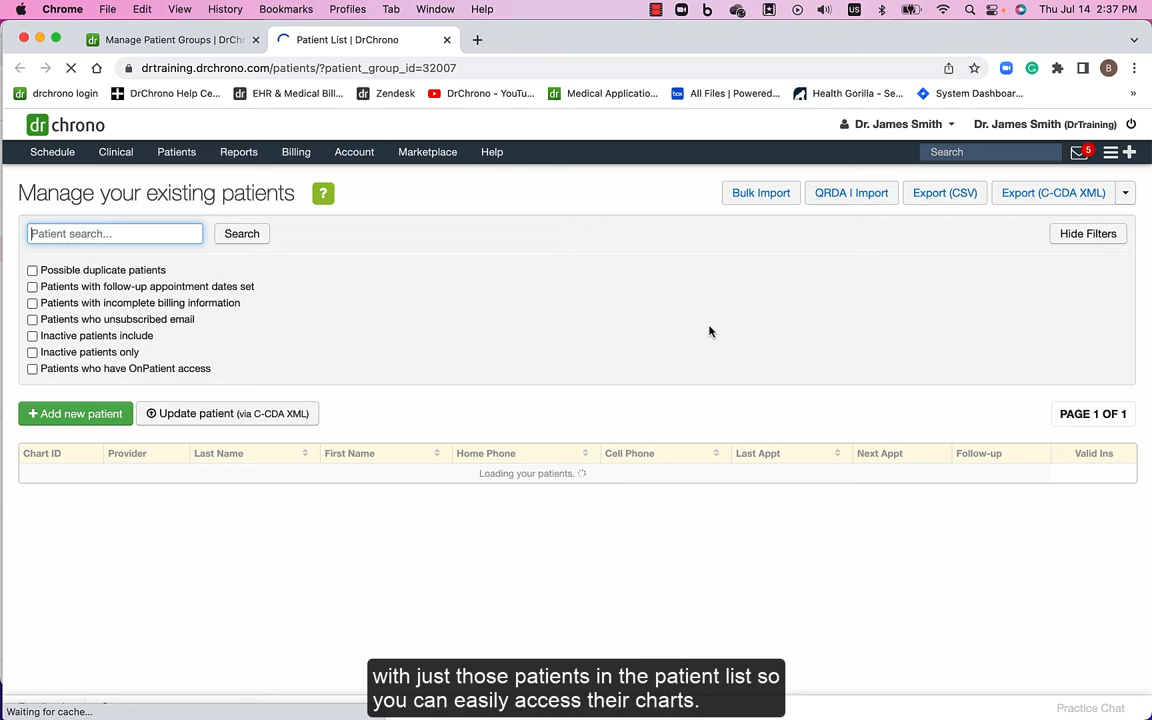 Chrome File Edit View History Bookmarks Profiles Tab Window Help US Thu Jul 14 2:37 PM
Manage Patient Groups | DrChr Patient List | DrChrono
drtraining.drchrono.com/patients/?patient_group_id=32007 B
dr drchrono login DrChrono Help Ce... dr EHR & Medical Bill... dr Zendesk DrChrono - YouTu... dr Medical Applicatio... box All Files | Powered... Health Gorilla - Se... System Dashboar... »
dr chrono Dr. James Smith Dr. James Smith (DrTraining)
Schedule Clinical Patients Reports Billing Account Marketplace Help Search 5
Manage your existing patients ? Bulk Import QRDA I Import Export (CSV) Export (C-CDA XML)
Patient search... Search Hide Filters
Possible duplicate patients
Patients with follow-up appointment dates set
Patients with incomplete billing information
Patients who unsubscribed email
Inactive patients include
Inactive patients only
Patients who have OnPatient access
+ Add new patient Update patient (via C-CDA XML) PAGE 1 OF 1
Chart ID Provider Last Name First Name Home Phone Cell Phone Last Appt Next Appt Follow-up Valid Ins
Loading your patients.
with just those patients in the patient list so
you can easily access their charts.
Waiting for cache... Practice Chat